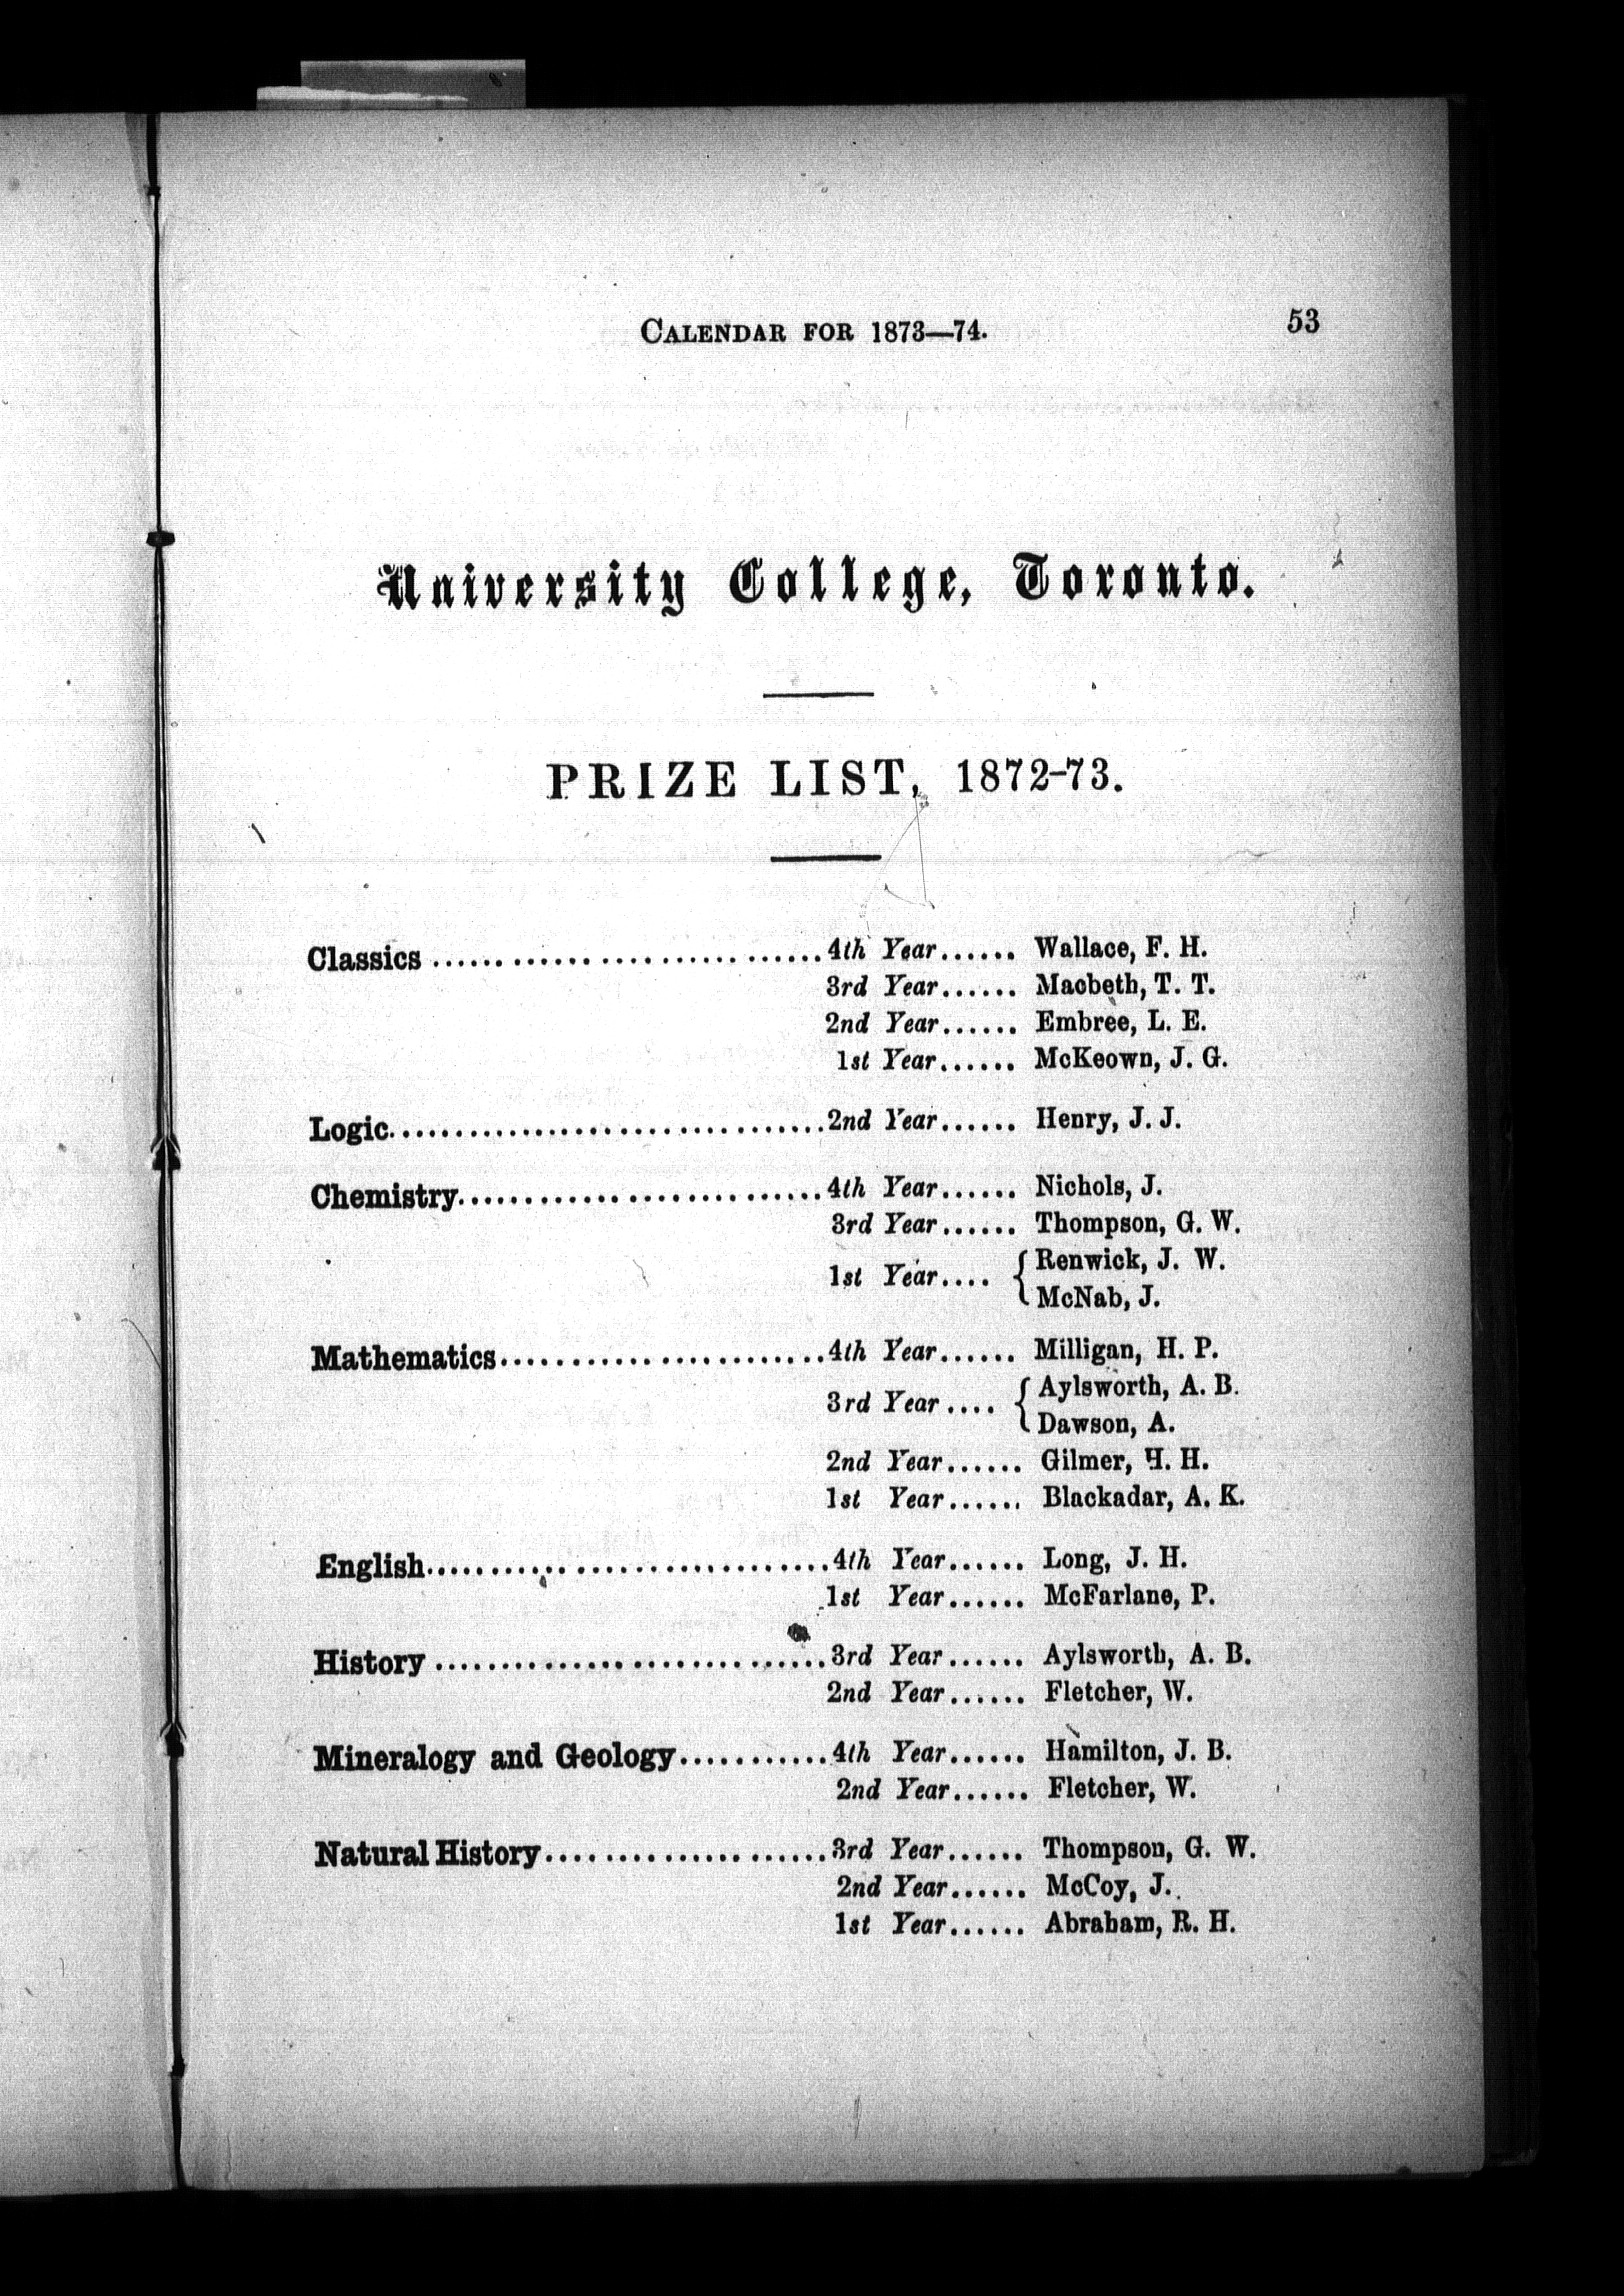 CALENDAR FOR 1873—74. 53
University College, Toronto.
PRIZE LIST, 1872-73.
Classics ..............................4th Year...... Wallace, F. H.
3rd Year...... Macbeth, T. T.
2nd Year...... Embree, L. E.
1st Year...... McKeown, J. G.
Logic.................................2nd Year...... Henry, J. J.
Chemistry............................4th Year...... Nichols, J.
3rd Year...... Thompson, G. W.
1st Year.... { Renwick, J. W.
McNab, J.
Mathematics.........................4th Year...... Milligan, H. P.
3rd Year.... { Aylsworth, A. B.
Dawson, A.
2nd Year...... Gilmer, H. H.
1st Year...... Blackadar, A. K.
English...............................4th Year...... Long, J. H.
1st Year...... McFarlane, P.
History ..............................3rd Year...... Aylsworth, A. B.
2nd Year...... Fletcher, W.
Mineralogy and Geology...........4th Year...... Hamilton, J. B.
2nd Year...... Fletcher, W.
Natural History.....................3rd Year...... Thompson, G. W.
2nd Year...... McCoy, J.
1st Year...... Abraham, R. H.